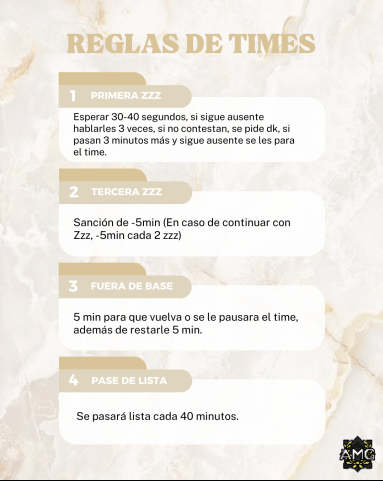 REGLAS DE TIMES
1 PRIMERA ZZZ
Esperar 30-40 segundos, si sigue ausente
hablarles 3 veces, si no contestan, se pide dk, si
pasan 3 minutos más y sigue ausente se les para
el time.
2 TERCERA ZZZ
Sanción de -5min (En caso de continuar con
Zzz, -5min cada 2 zzz)
3 FUERA DE BASE
5 min para que vuelva o se le pausara el time,
además de restarle 5 min.
4 PASE DE LISTA
Se pasará lista cada 40 minutos.
AMG